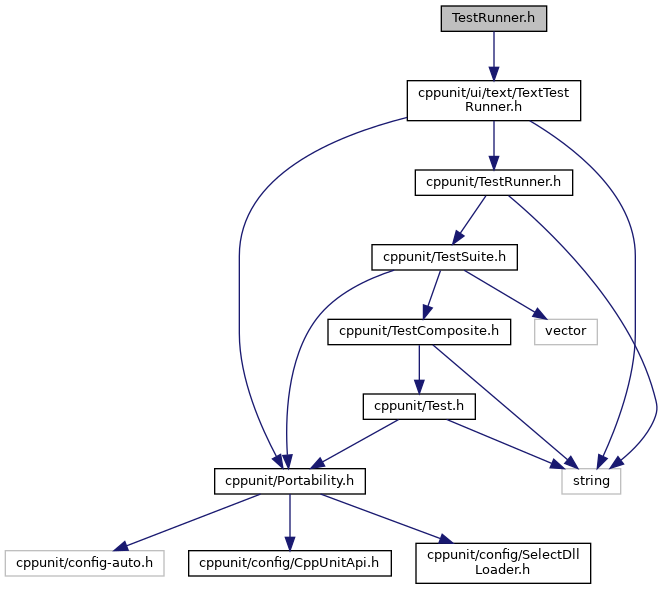 TestRunner.h
cppunit/ui/text/TextTest
Runner.h
cppunit/TestRunner.h
cppunit/TestSuite.h
cppunit/TestComposite.h
vector
cppunit/Test.h
cppunit/Portability.h
string
cppunit/config-auto.h
cppunit/config/CppUnitApi.h
cppunit/config/SelectDll
Loader.h